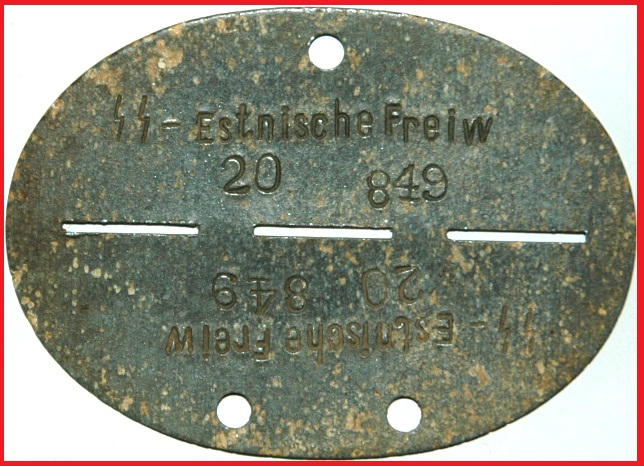 ᛋᛋ - Estnische Freiw
20 849
20 849
ᛋᛋ - Estnische Freiw